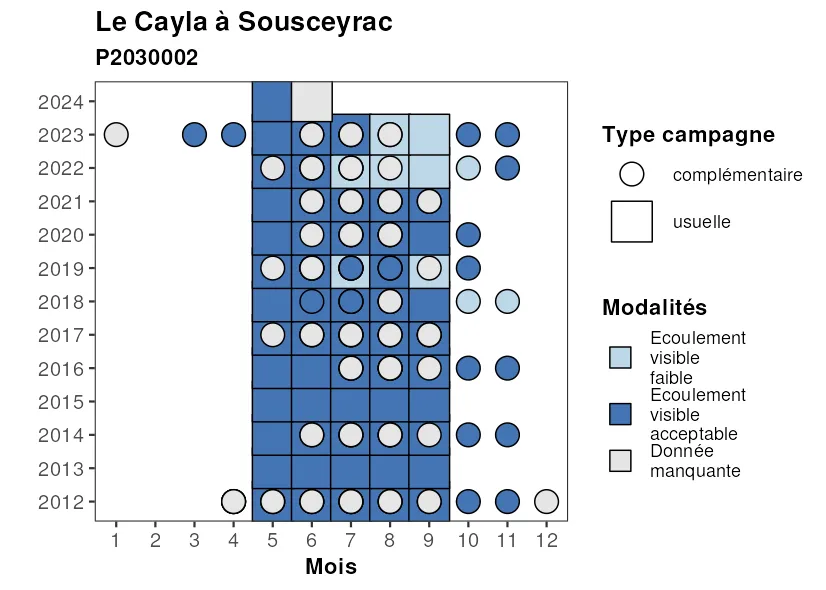 Le Cayla à Sousceyrac
P2030002
2024
2023
2022
2021
2020
2019
2018
2017
2016
2015
2014
2013
2012
1 2 3 4 5 6 7 8 9 10 11 12
Mois
Type campagne
complémentaire
usuelle
Modalités
Ecoulement
visible
faible
Ecoulement
visible
acceptable
Donnée
manquante